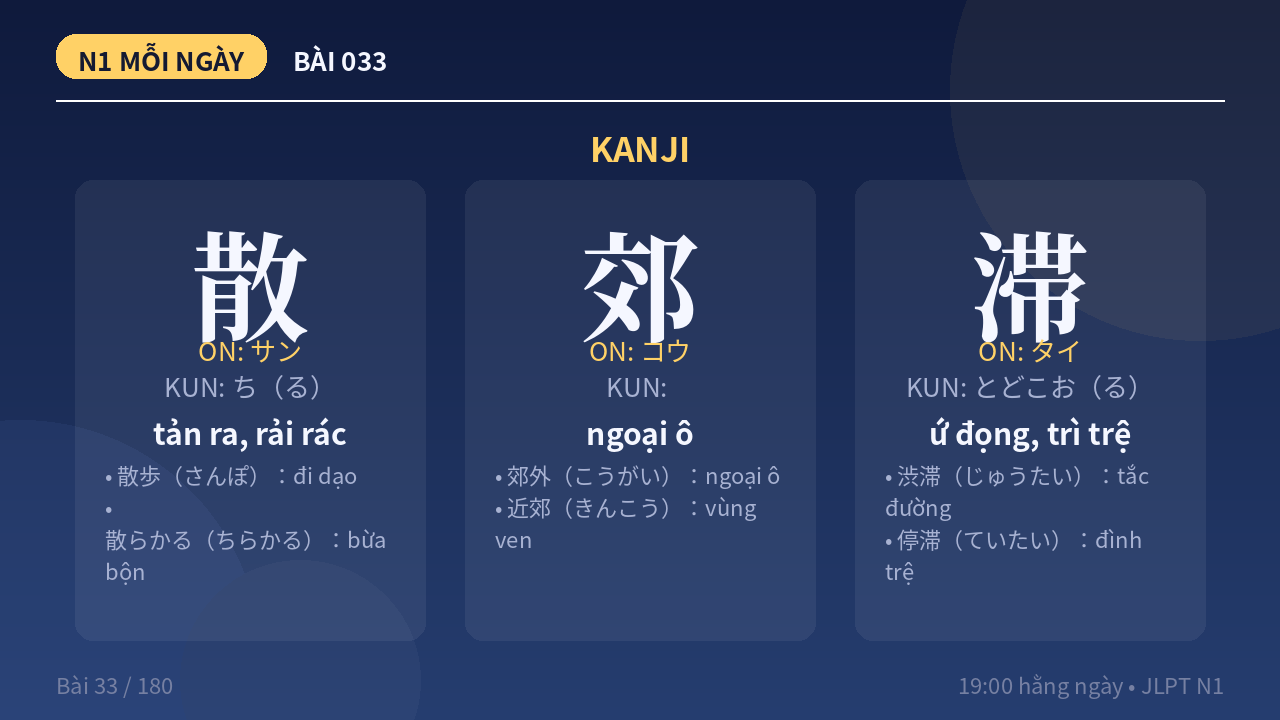 N1 MỖI NGÀY BÀI 033
KANJI
散
ON: サン
KUN: ち（る）
tản ra, rải rác
• 散歩（さんぽ）：đi dạo
•
散らかる（ちらかる）：bừa
bộn
郊
ON: コウ
KUN:
ngoại ô
• 郊外（こうがい）：ngoại ô
• 近郊（きんこう）：vùng
ven
滞
ON: タイ
KUN: とどこお（る）
ứ đọng, trì trệ
• 渋滞（じゅうたい）：tắc
đường
• 停滞（ていたい）：đình
trệ
Bài 33 / 180
19:00 hằng ngày • JLPT N1